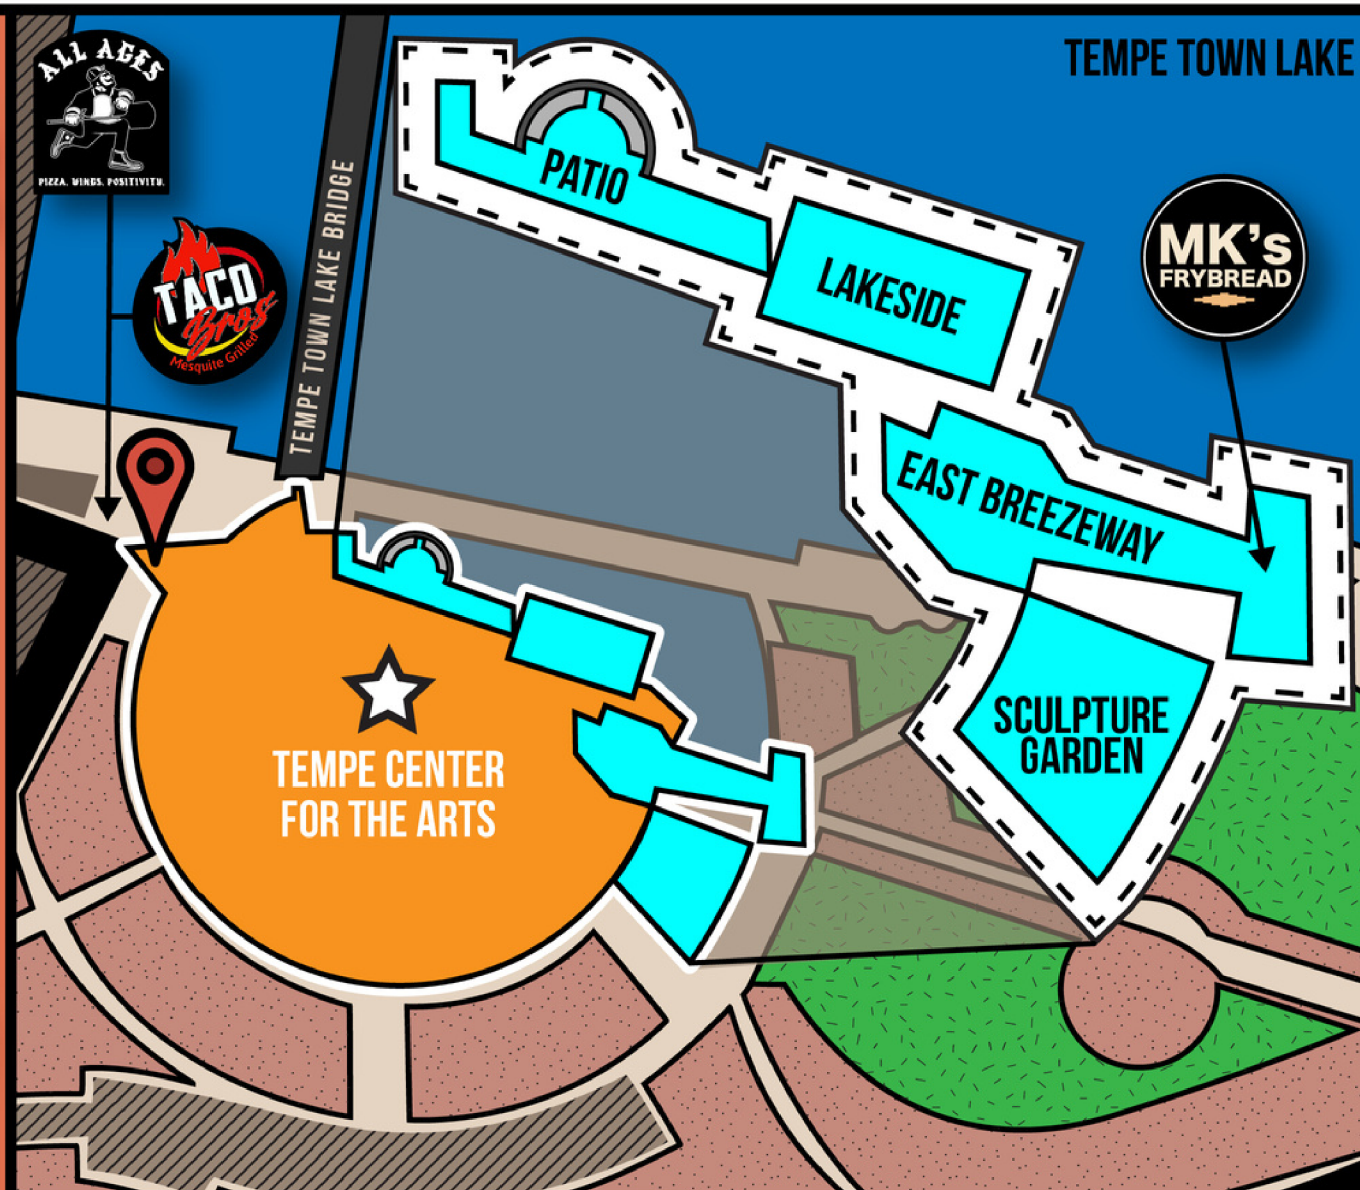 ALL AGES
PIZZA. WINGS. POSITIVITY.
TACO
Bros
Mesquite Grilled
TEMPE TOWN LAKE BRIDGE
TEMPE TOWN LAKE
PATIO
LAKESIDE
MK's
FRYBREAD
EAST BREEZEWAY
SCULPTURE
GARDEN
TEMPE CENTER
FOR THE ARTS